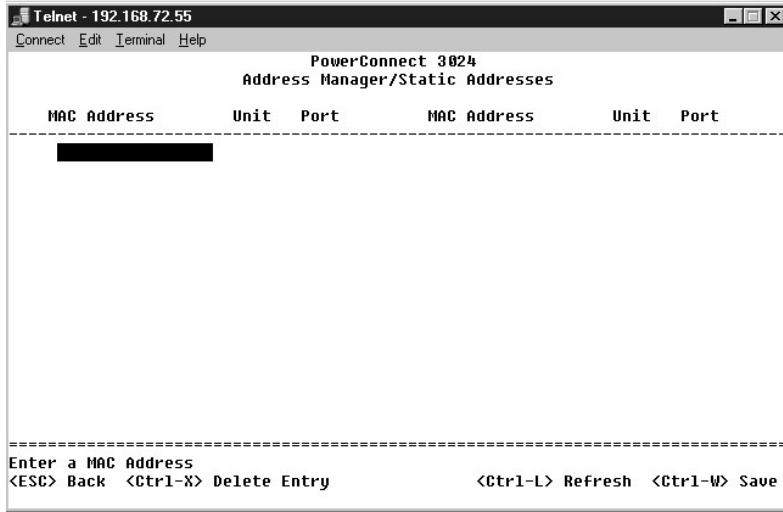 Telnet - 192.168.72.55
Connect Edit Terminal Help
PowerConnect 3024
Address Manager/Static Addresses
MAC Address Unit Port MAC Address Unit Port
Enter a MAC Address
<ESC> Back <Ctrl-X> Delete Entry <Ctrl-L> Refresh <Ctrl-W> Save